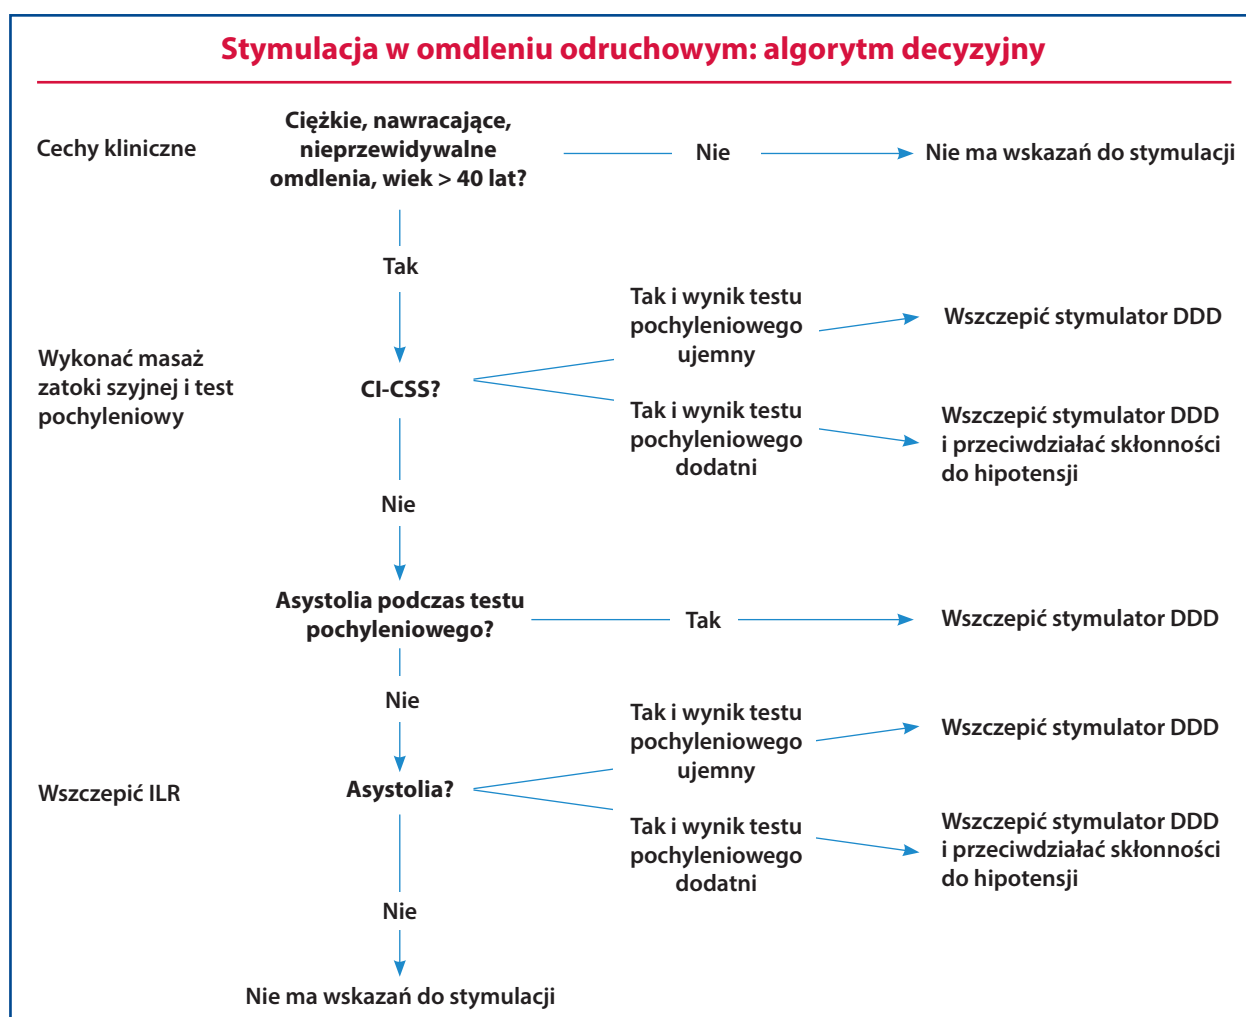 Stymulacja w omdleniu odruchowym: algorytm decyzyjny
Cechy kliniczne
Ciężkie, nawracające,
nieprzewidywalne
omdlenia, wiek > 40 lat?
Nie
Nie ma wskazań do stymulacji
Tak
Wykonać masaż
zatoki szyjnej i test
pochyleniowy
CI-CSS?
Tak i wynik testu
pochyleniowego
ujemny
Wszczepić stymulator DDD
Tak i wynik testu
pochyleniowego
dodatni
Wszczepić stymulator DDD
i przeciwdziałać skłonności
do hipotensji
Nie
Asystolia podczas testu
pochyleniowego?
Tak
Wszczepić stymulator DDD
Nie
Wszczepić ILR
Asystolia?
Tak i wynik testu
pochyleniowego
ujemny
Wszczepić stymulator DDD
Tak i wynik testu
pochyleniowego
dodatni
Wszczepić stymulator DDD
i przeciwdziałać skłonności
do hipotensji
Nie
Nie ma wskazań do stymulacji